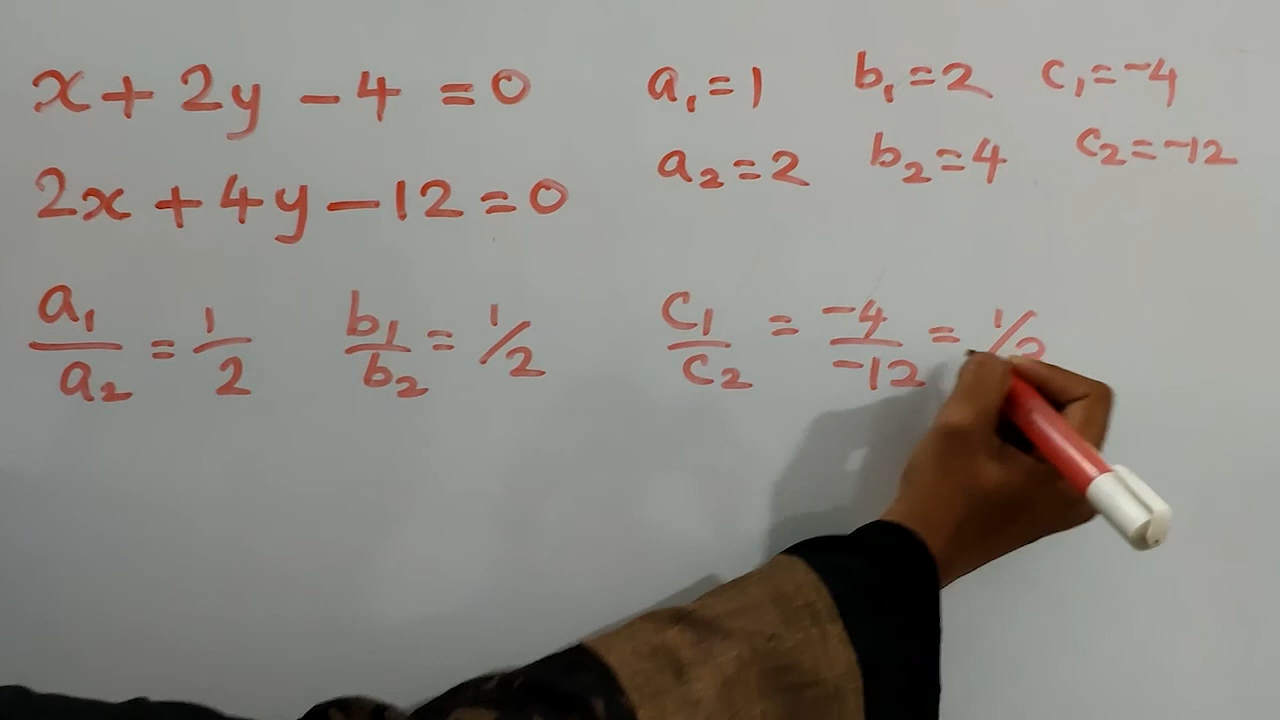 x + 2y - 4 = 0 a₁ = 1 b₁ = 2 c₁ = -4
2x + 4y - 12 = 0 a₂ = 2 b₂ = 4 c₂ = -12
a₁/a₂ = 1/2 b₁/b₂ = 1/2 c₁/c₂ = -4/-12 = 1/